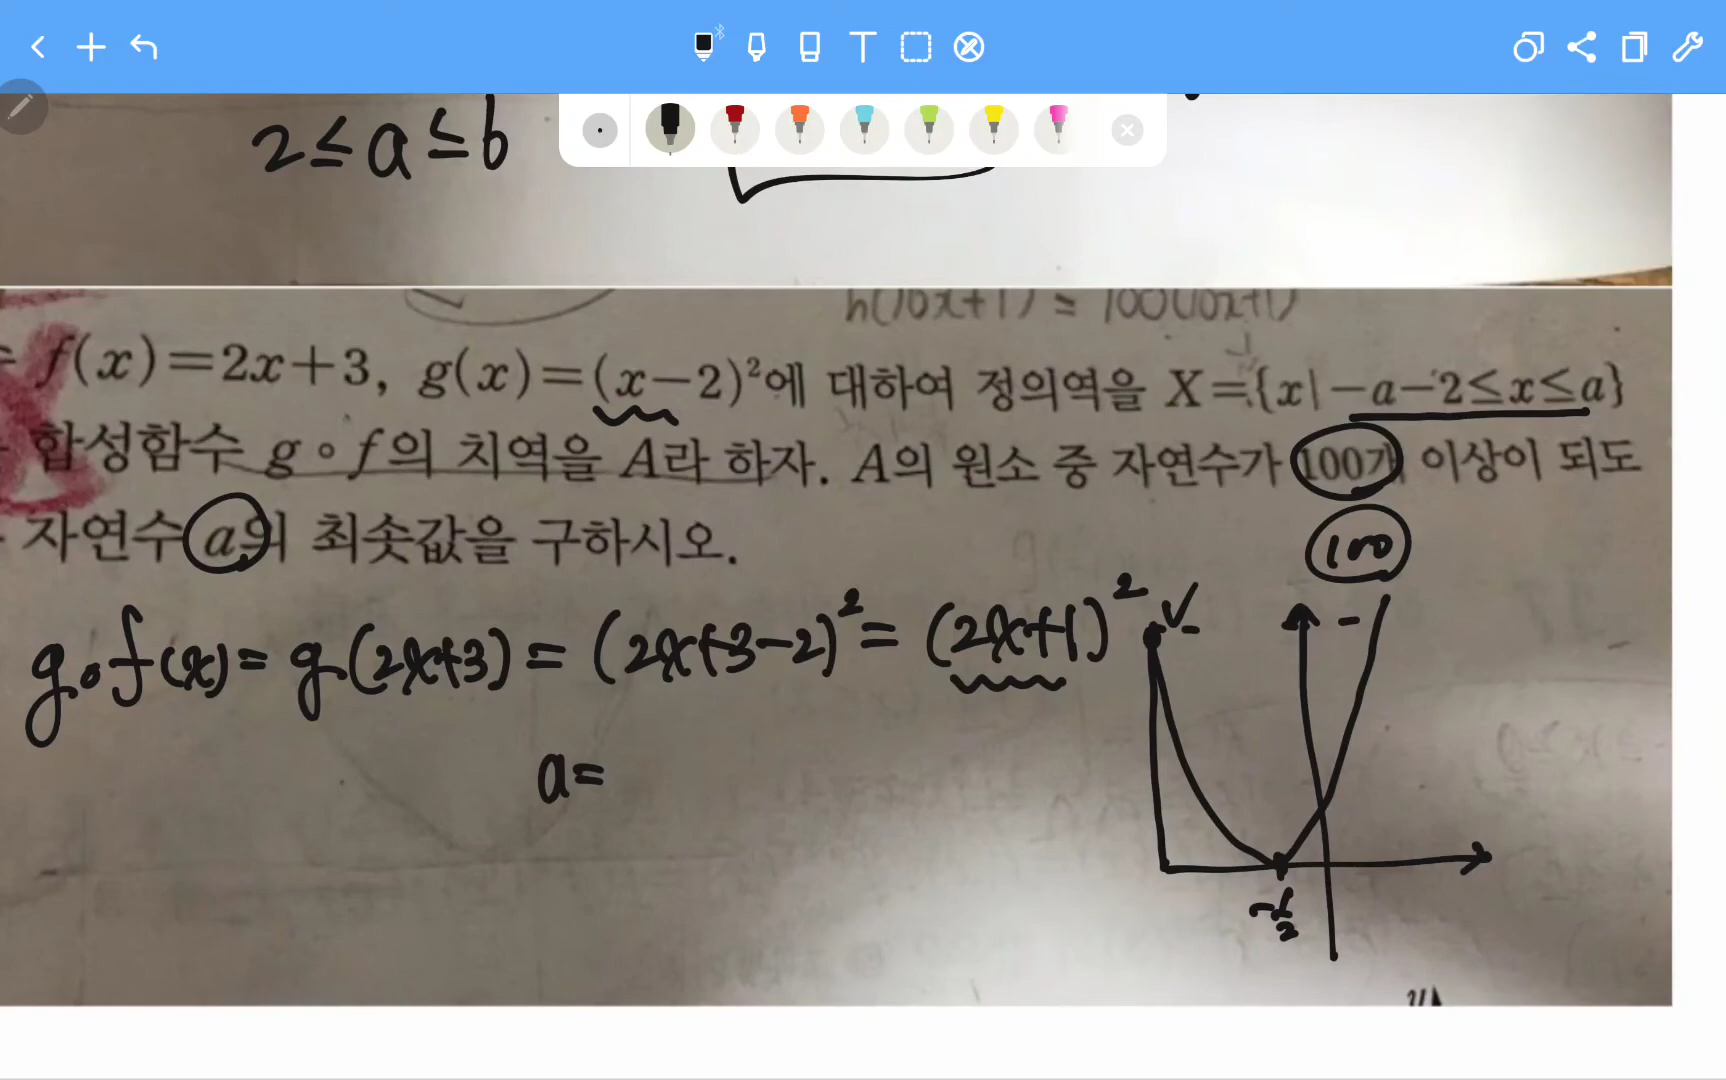 2≤a≤b
h(10x+1) = 100(10x+1)
f(x)=2x+3, g(x)=(x-2)²에 대하여 정의역을 X={x|-a-2≤x≤a}
합성함수 g∘f의 치역을 A라 하자. A의 원소 중 자연수가 100개 이상이 되도
100
자연수 a의 최솟값을 구하시오.
g∘f(x)=g(2x+3)=(2x+3-2)²=(2x+1)²
a=
-1/2